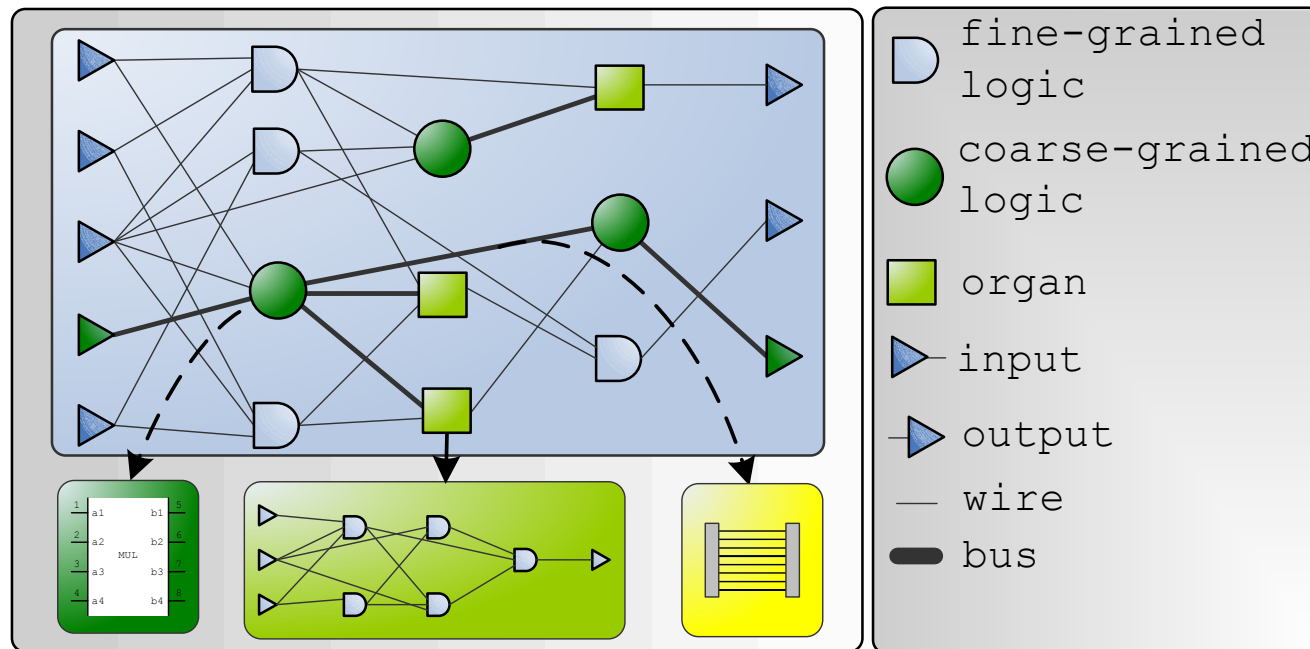 fine-grained
logic
coarse-grained
logic
organ
input
output
wire
bus
1 a1 b1 5
2 a2 b2 6
MUL
3 a3 b3 7
4 a4 b4 8